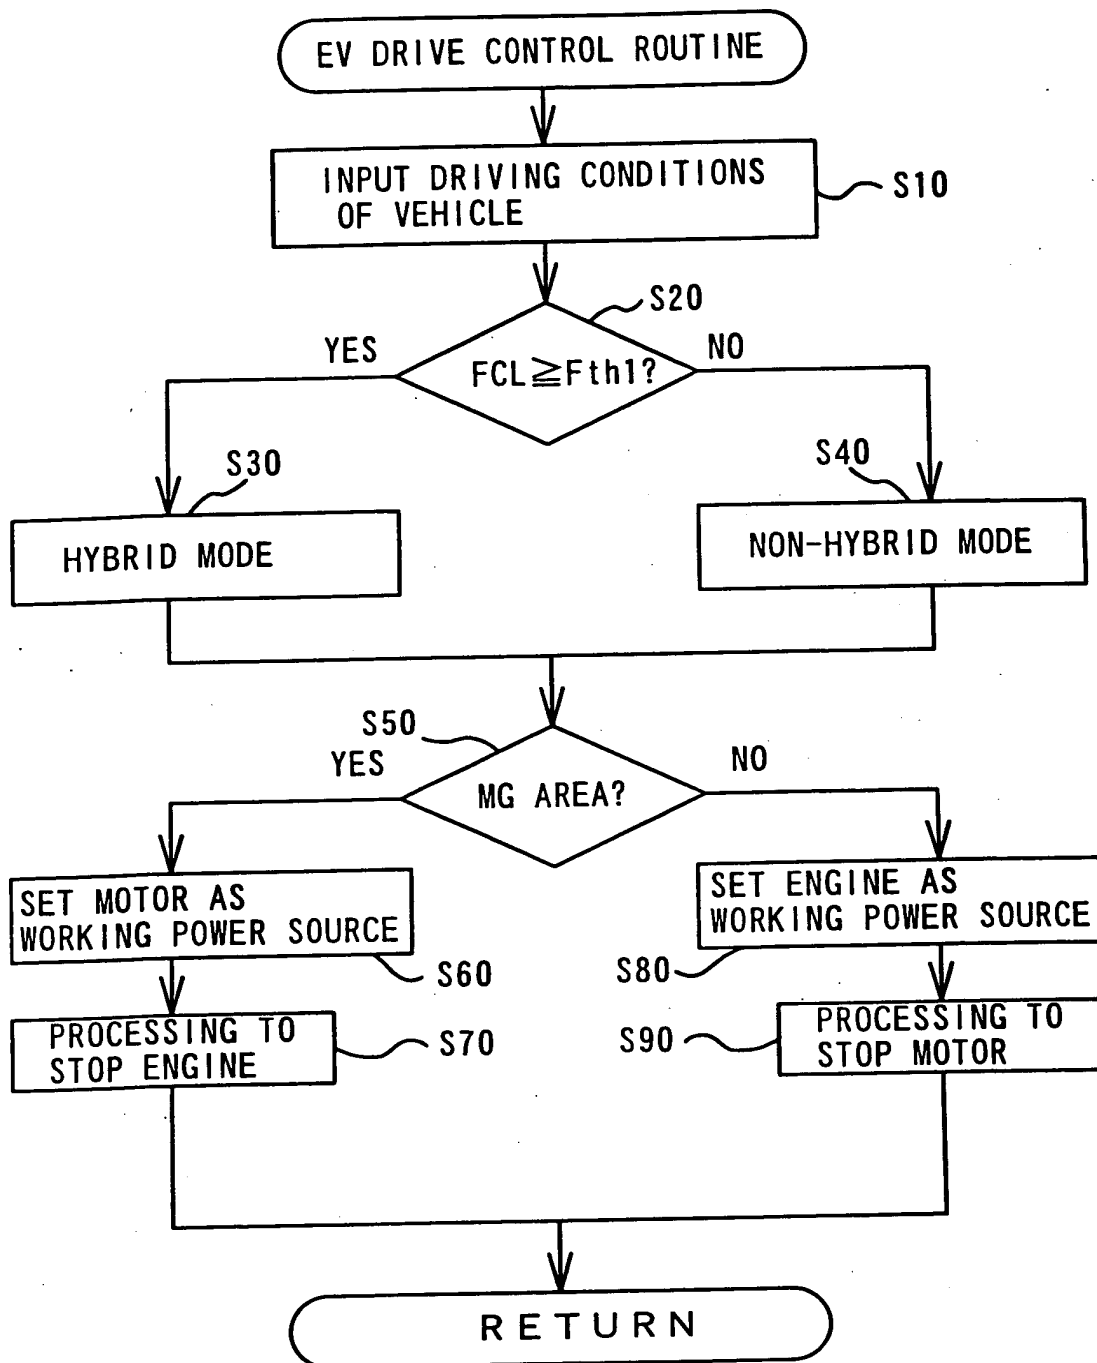 EV DRIVE CONTROL ROUTINE
INPUT DRIVING CONDITIONS
OF VEHICLE
S10
S20
YES
NO
FCL≧Fth1?
S30
S40
HYBRID MODE
NON-HYBRID MODE
S50
YES
NO
MG AREA?
SET MOTOR AS
WORKING POWER SOURCE
SET ENGINE AS
WORKING POWER SOURCE
S60
S80
PROCESSING TO
STOP ENGINE
S70
S90
PROCESSING TO
STOP MOTOR
RETURN